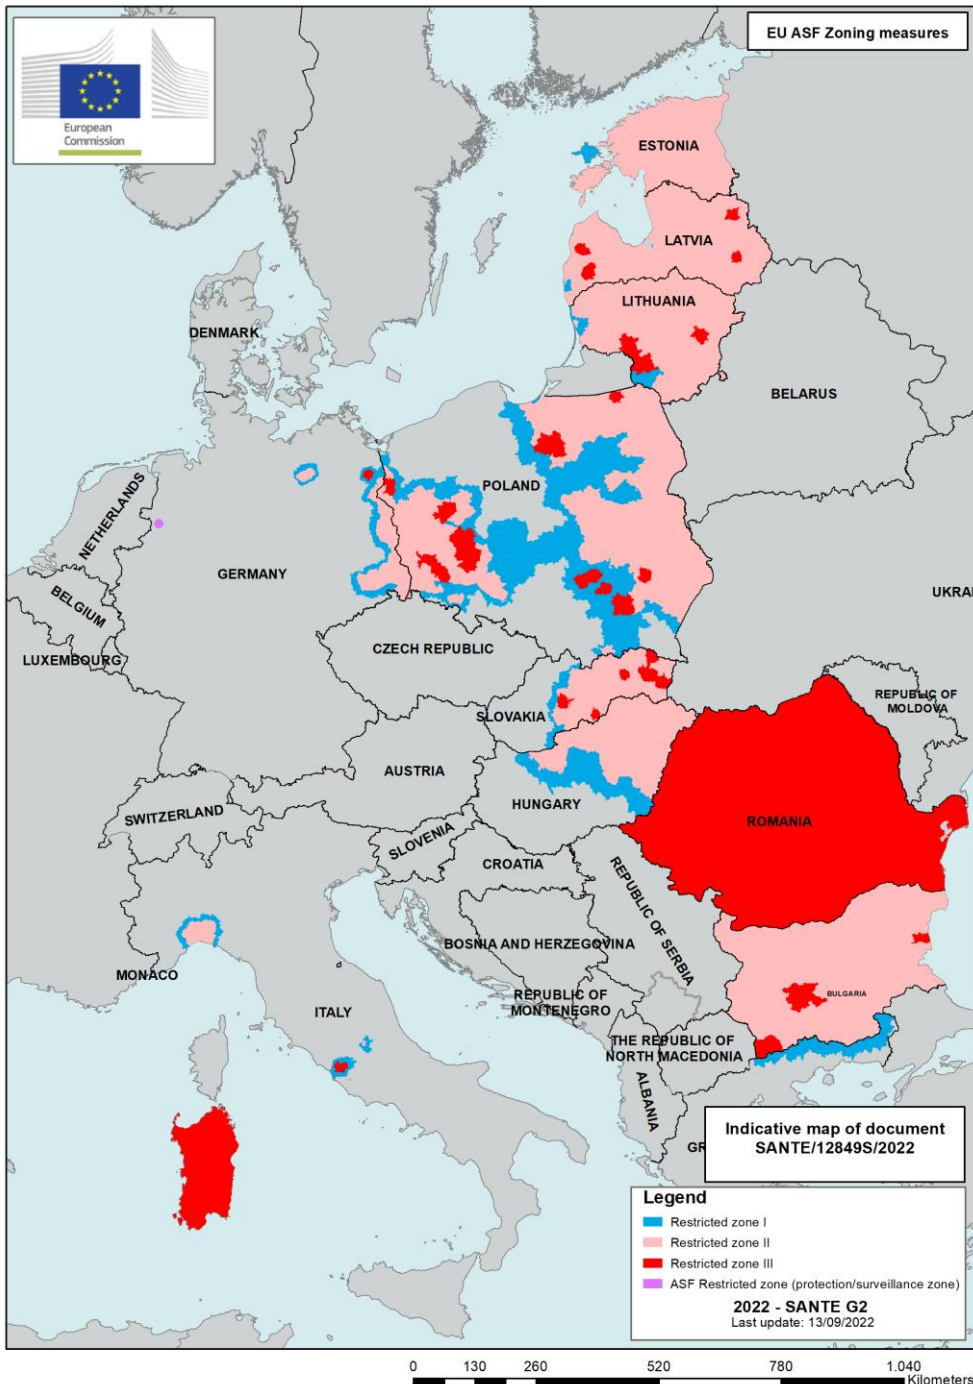 EU ASF Zoning measures
European
Commission
ESTONIA
LATVIA
LITHUANIA
DENMARK
BELARUS
NETHERLANDS
POLAND
GERMANY
BELGIUM
UKRAI
LUXEMBOURG
CZECH REPUBLIC
SLOVAKIA
REPUBLIC OF
MOLDOVA
AUSTRIA
SWITZERLAND
HUNGARY
ROMANIA
SLOVENIA
CROATIA
REPUBLIC OF SERBIA
BOSNIA AND HERZEGOVINA
MONACO
BULGARIA
REPUBLIC OF
MONTENEGRO
ITALY
THE REPUBLIC OF
NORTH MACEDONIA
ALBANIA
GR
Indicative map of document
SANTE/12849S/2022
Legend
Restricted zone I
Restricted zone II
Restricted zone III
ASF Restricted zone (protection/surveillance zone)
2022 - SANTE G2
Last update: 13/09/2022
0 130 260 520 780 1.040
Kilometers